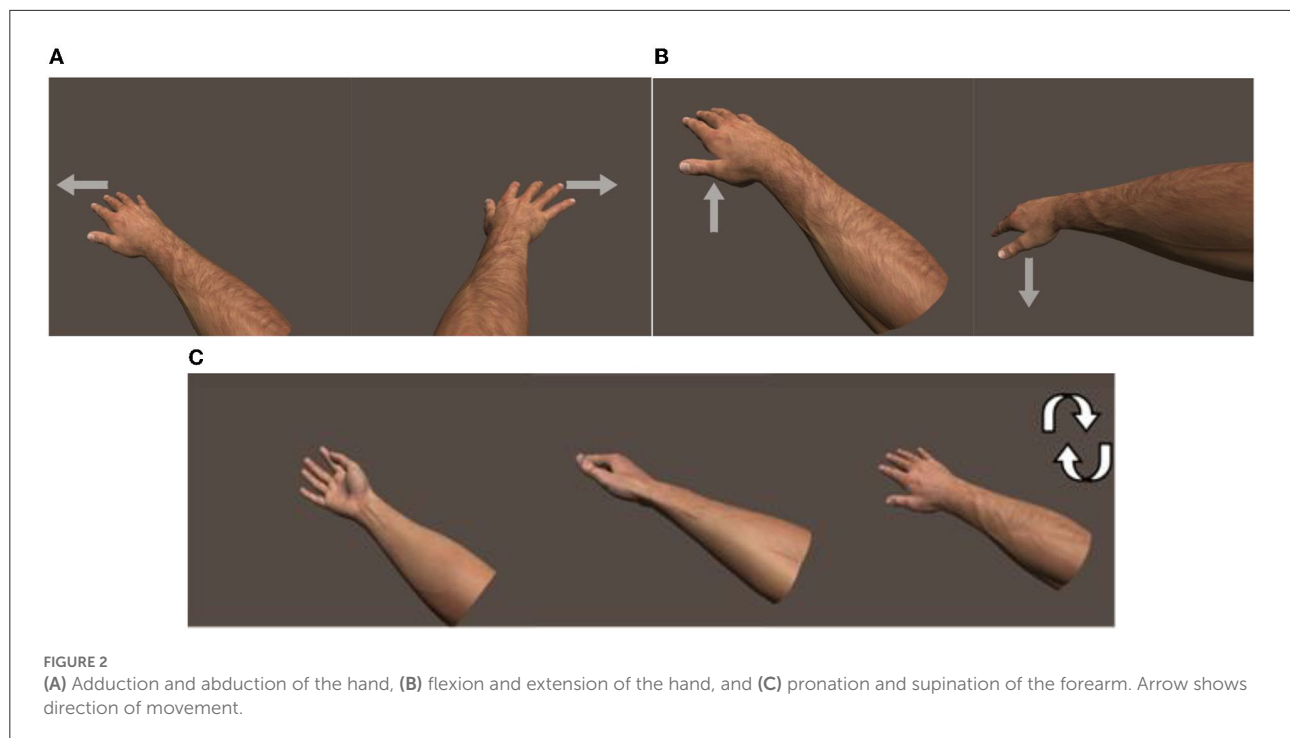 A
B
C
FIGURE 2
(A) Adduction and abduction of the hand, (B) flexion and extension of the hand, and (C) pronation and supination of the forearm. Arrow shows
direction of movement.